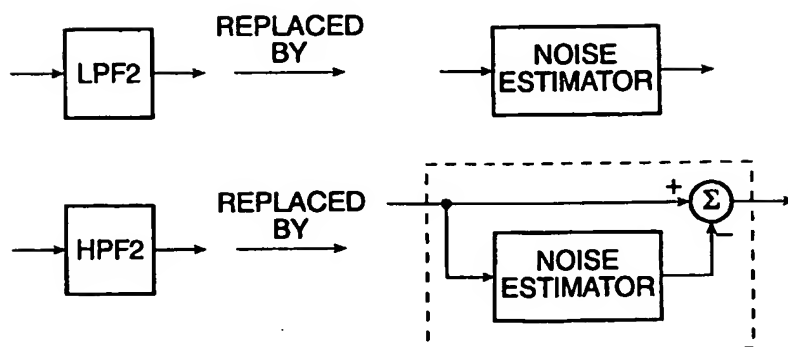 REPLACED
BY
LPF2
NOISE
ESTIMATOR
REPLACED
BY
HPF2
+
Σ
−
NOISE
ESTIMATOR